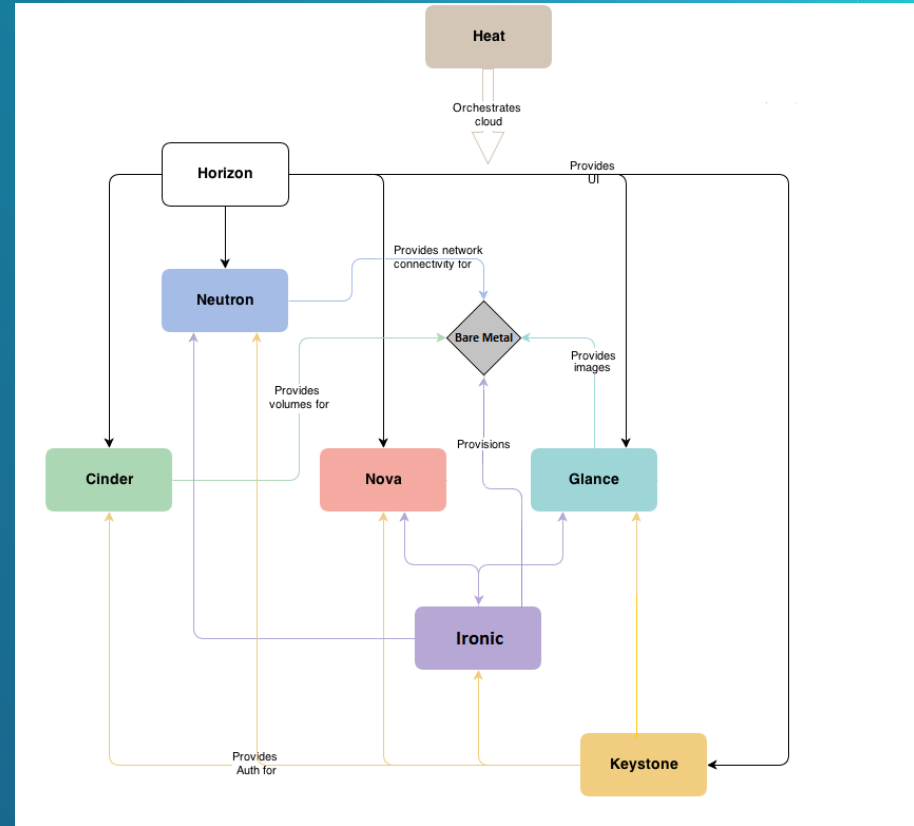 Heat
Orchestrates
cloud
Horizon
Provides
UI
Provides network
connectivity for
Neutron
Bare Metal
Provides
images
Provides
volumes for
Provisions
Cinder
Nova
Glance
Ironic
Provides
Auth for
Keystone